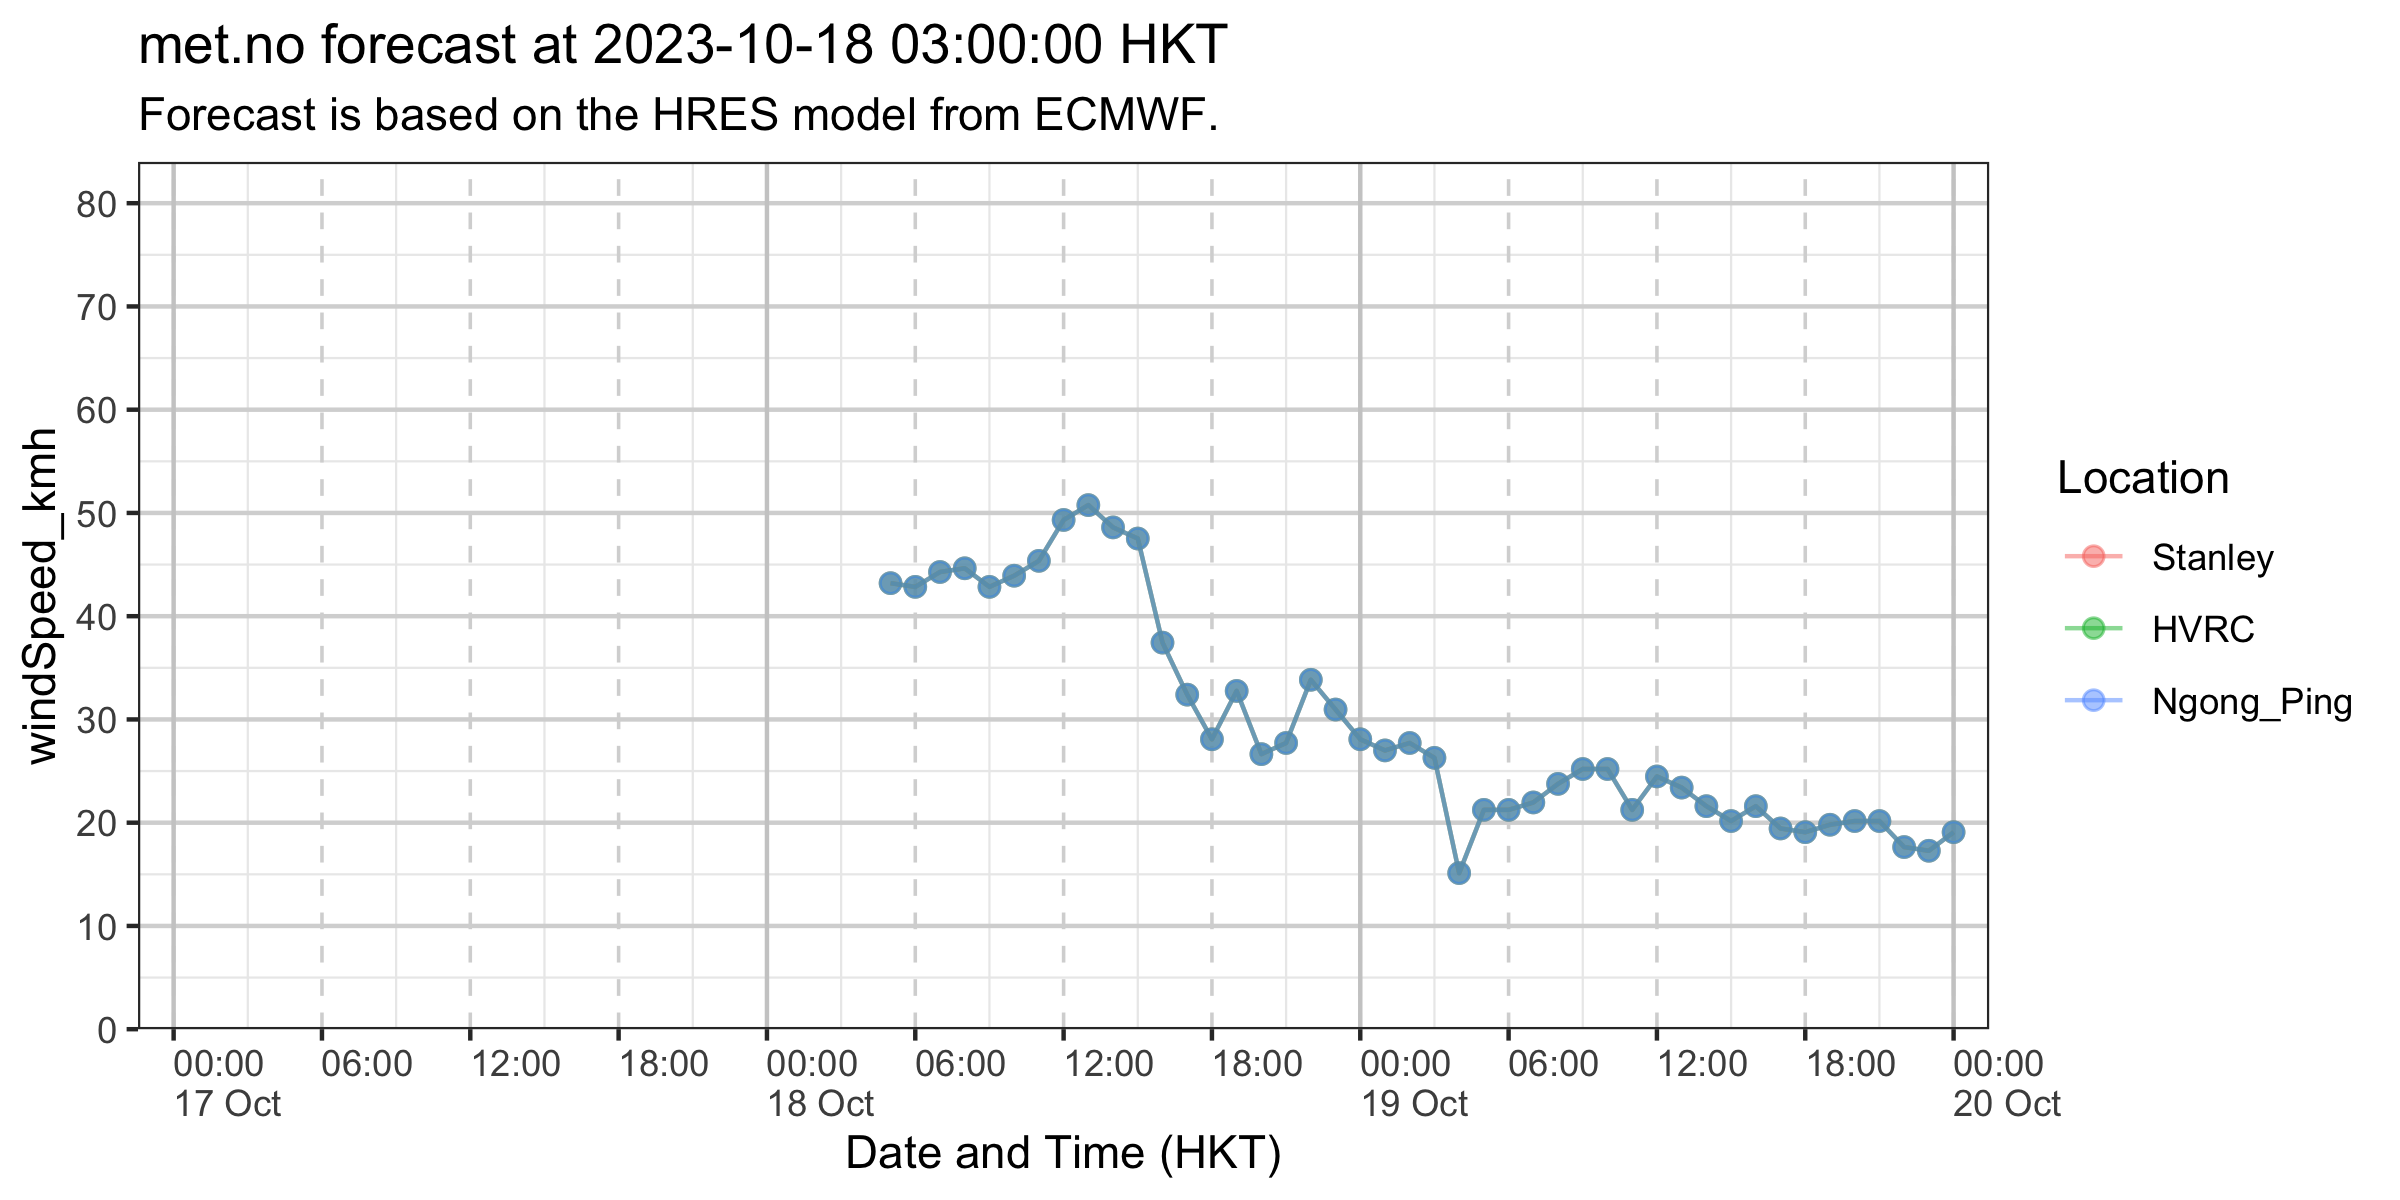 met.no forecast at 2023-10-18 03:00:00 HKT
Forecast is based on the HRES model from ECMWF.
windSpeed_kmh
80
70
60
50
40
30
20
10
0
00:00 06:00 12:00 18:00 00:00 06:00 12:00 18:00 00:00 06:00 12:00 18:00 00:00
17 Oct 18 Oct 19 Oct 20 Oct
Date and Time (HKT)
Location
Stanley
HVRC
Ngong_Ping